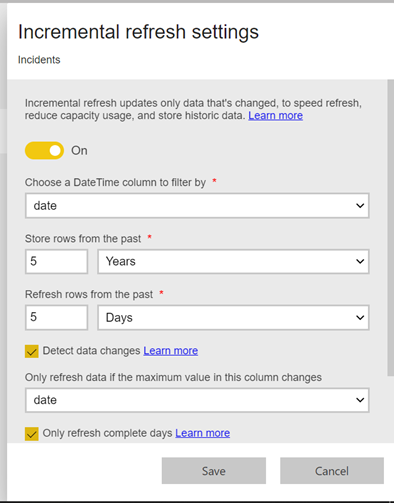 Incremental refresh settings
Incidents
Incremental refresh updates only data that's changed, to speed refresh,
reduce capacity usage, and store historic data. Learn more
On
Choose a DateTime column to filter by *
date
Store rows from the past *
5 Years
Refresh rows from the past *
5 Days
Detect data changes Learn more
Only refresh data if the maximum value in this column changes
date
Only refresh complete days Learn more
Save Cancel